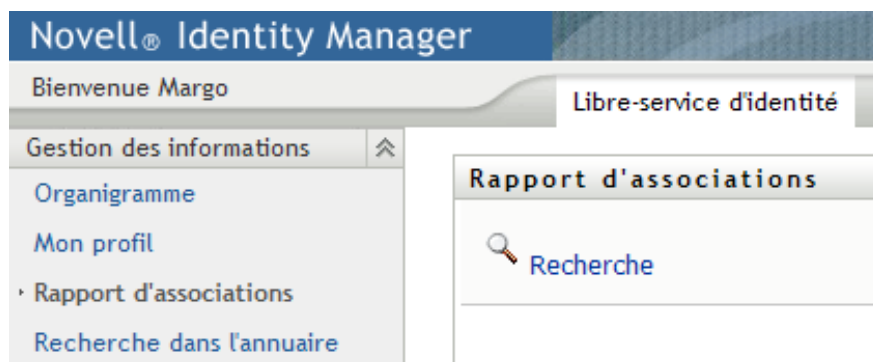 Novell® Identity Manager
Bienvenue Margo
Libre-service d'identité
Gestion des informations
Organigramme
Mon profil
Rapport d'associations
Recherche dans l'annuaire
Rapport d'associations
Recherche